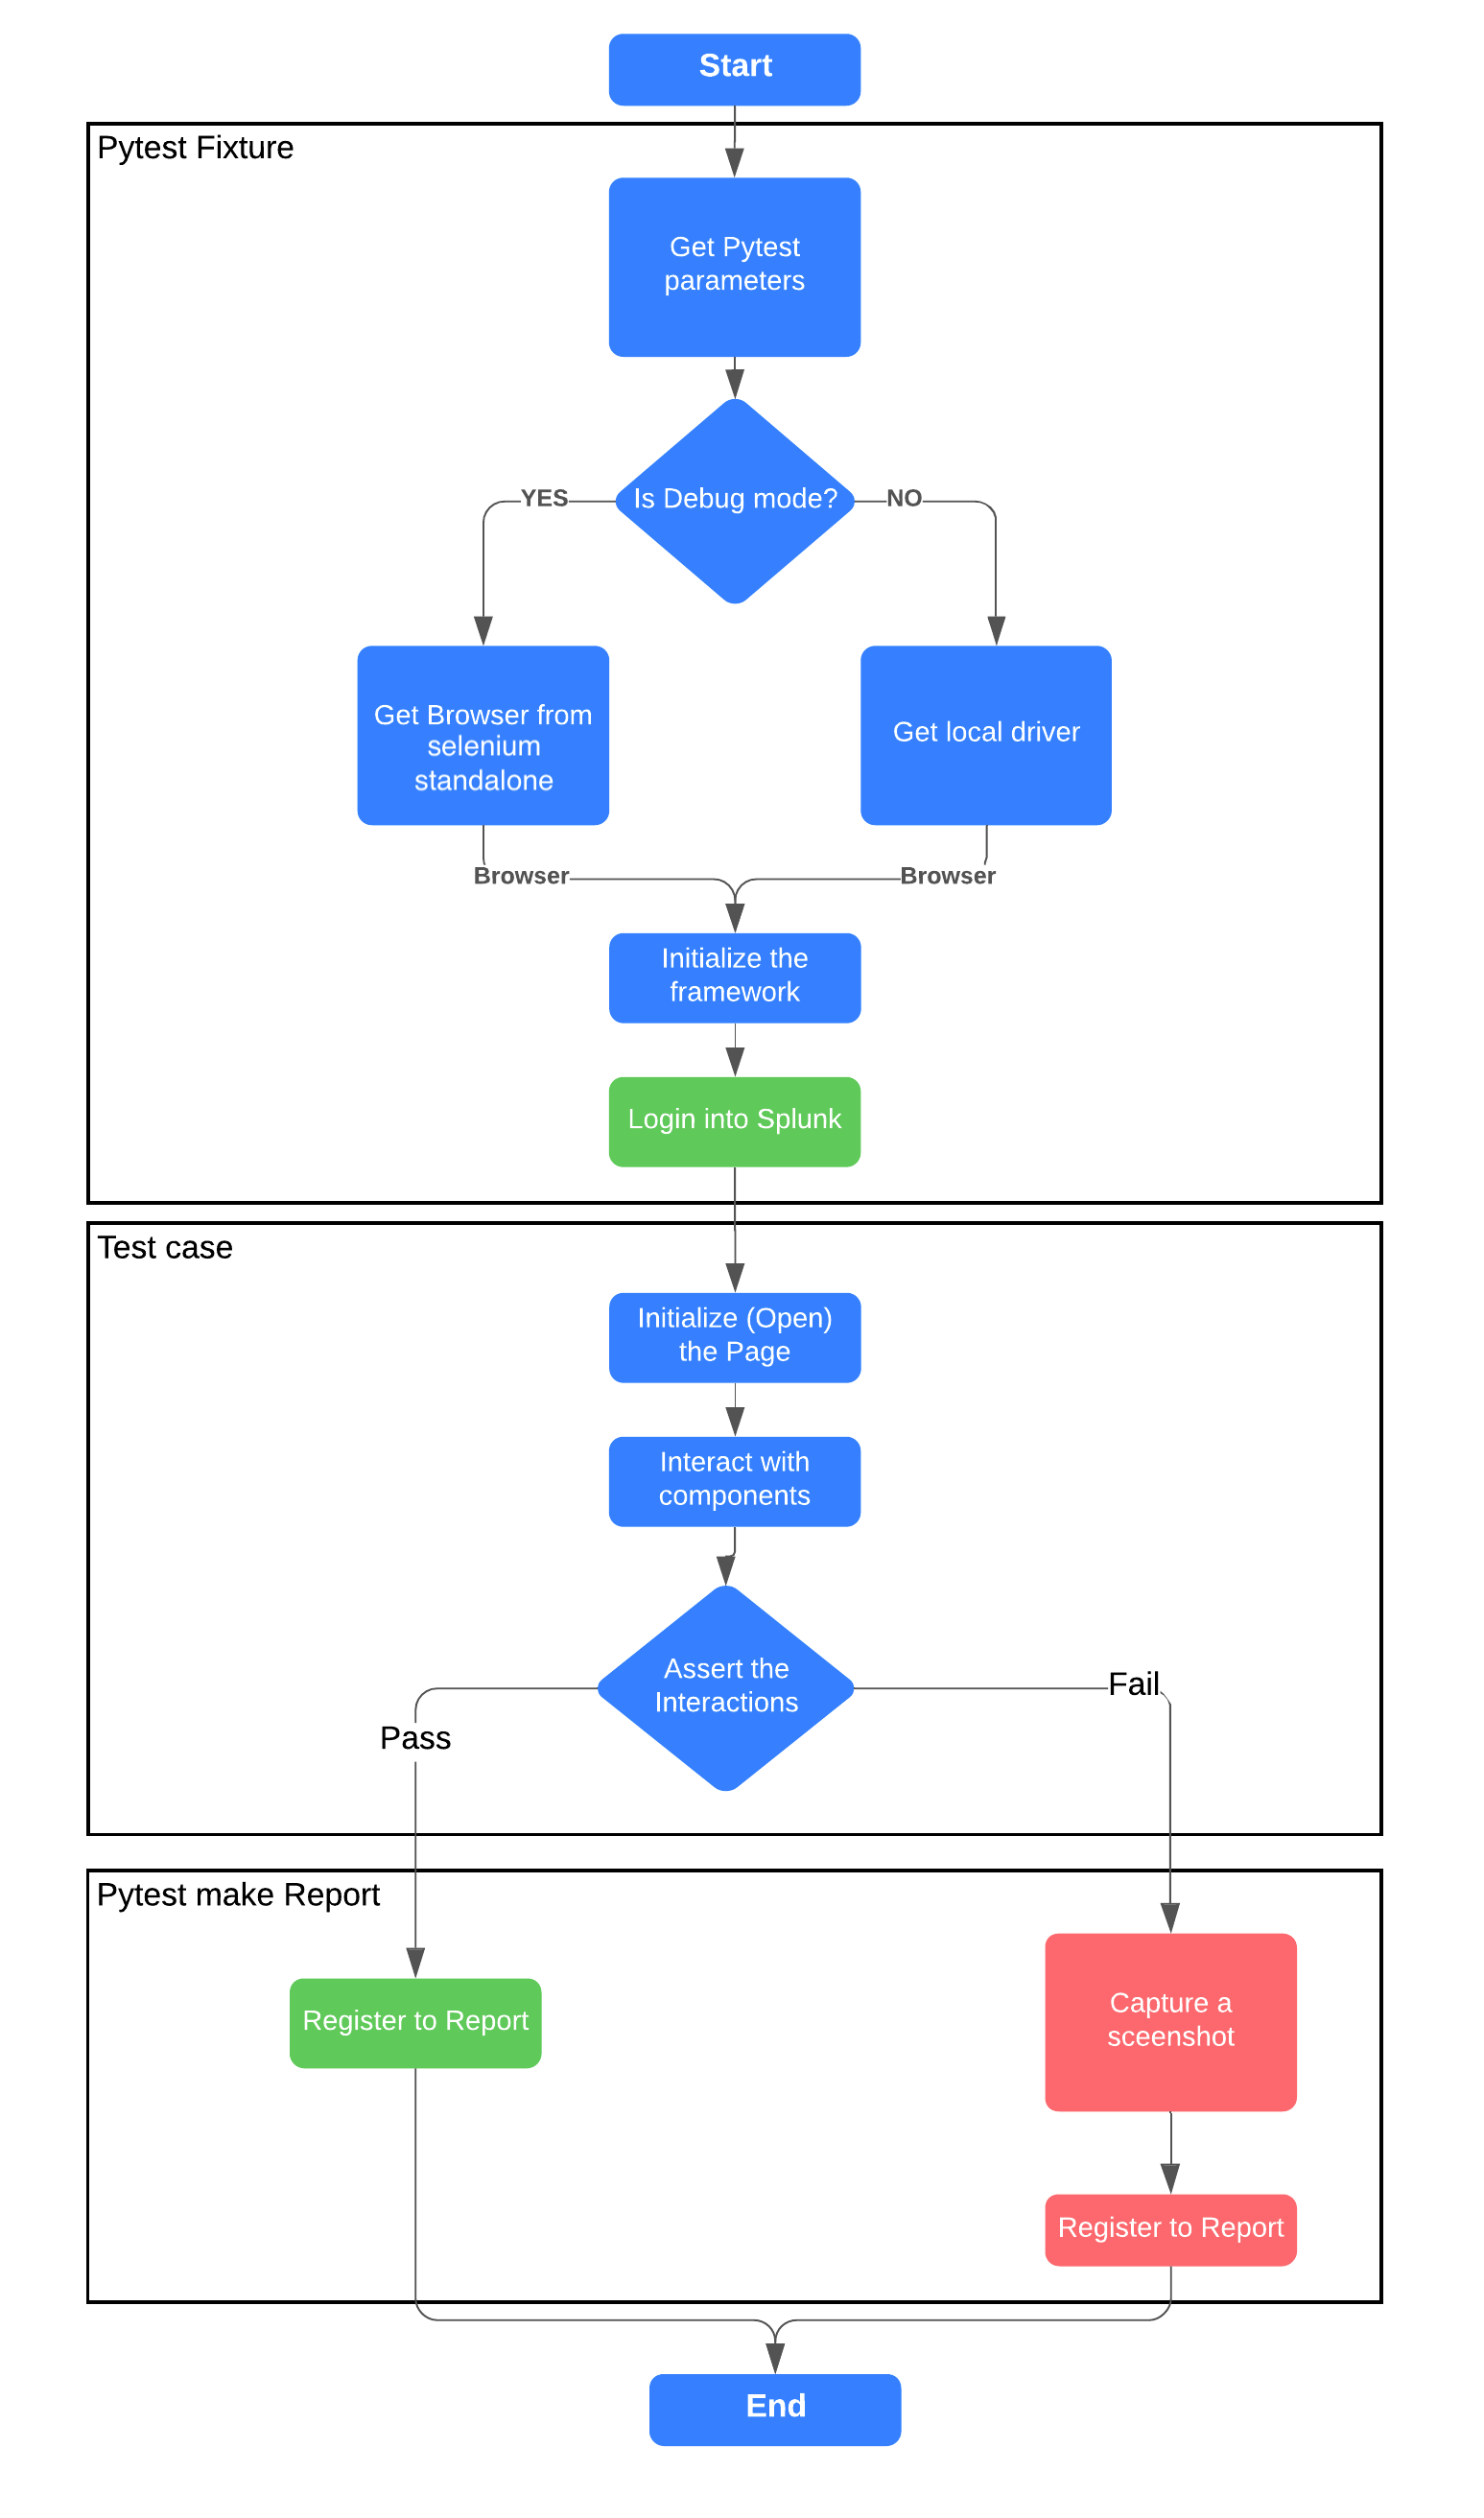 Start
Pytest Fixture
Get Pytest
parameters
Is Debug mode?
YES
NO
Get Browser from
selenium
standalone
Get local driver
Browser
Browser
Initialize the
framework
Login into Splunk
Test case
Initialize (Open)
the Page
Interact with
components
Assert the
Interactions
Pass
Fail
Pytest make Report
Register to Report
Capture a
sceenshot
Register to Report
End